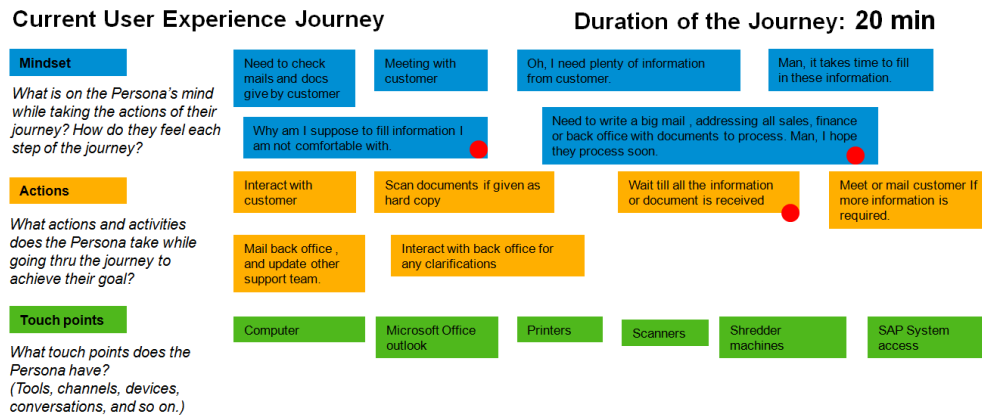 Current User Experience Journey
Duration of the Journey: 20 min
Mindset
What is on the Persona's mind
while taking the actions of their
journey? How do they feel each
step of the journey?
Need to check
mails and docs
give by customer
Meeting with
customer
Oh, I need plenty of information
from customer.
Man, it takes time to fill
in these information.
Why am I suppose to fill information I
am not comfortable with.
Need to write a big mail , addressing all sales, finance
or back office with documents to process. Man, I hope
they process soon.
Actions
What actions and activities
does the Persona take while
going thru the journey to
achieve their goal?
Interact with
customer
Scan documents if given as
hard copy
Wait till all the information
or document is received
Meet or mail customer If
more information is
required.
Mail back office ,
and update other
support team.
Interact with back office for
any clarifications
Touch points
What touch points does the
Persona have?
(Tools, channels, devices,
conversations, and so on.)
Computer
Microsoft Office
outlook
Printers
Scanners
Shredder
machines
SAP System
access